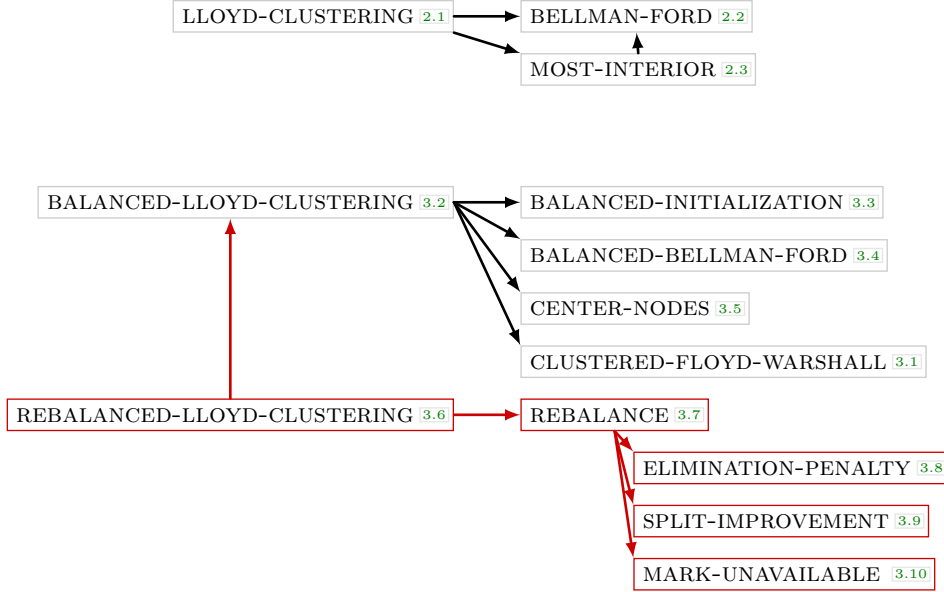 LLOYD-CLUSTERING 2.1 BELLMAN-FORD 2.2
MOST-INTERIOR 2.3
BALANCED-LLOYD-CLUSTERING 3.2 BALANCED-INITIALIZATION 3.3
BALANCED-BELLMAN-FORD 3.4
CENTER-NODES 3.5
CLUSTERED-FLOYD-WARSHALL 3.1
REBALANCED-LLOYD-CLUSTERING 3.6 REBALANCE 3.7
ELIMINATION-PENALTY 3.8
SPLIT-IMPROVEMENT 3.9
MARK-UNAVAILABLE 3.10